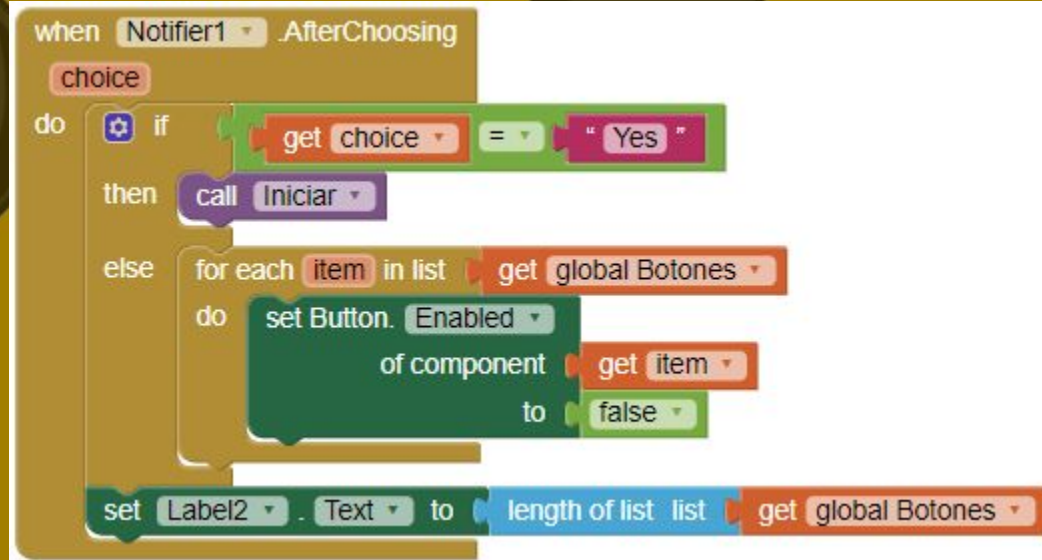 when Notifier1 .AfterChoosing
choice
do if get choice = " Yes "
then call Iniciar
else for each item in list get global Botones
do set Button. Enabled
of component get item
to false
set Label2 . Text to length of list list get global Botones